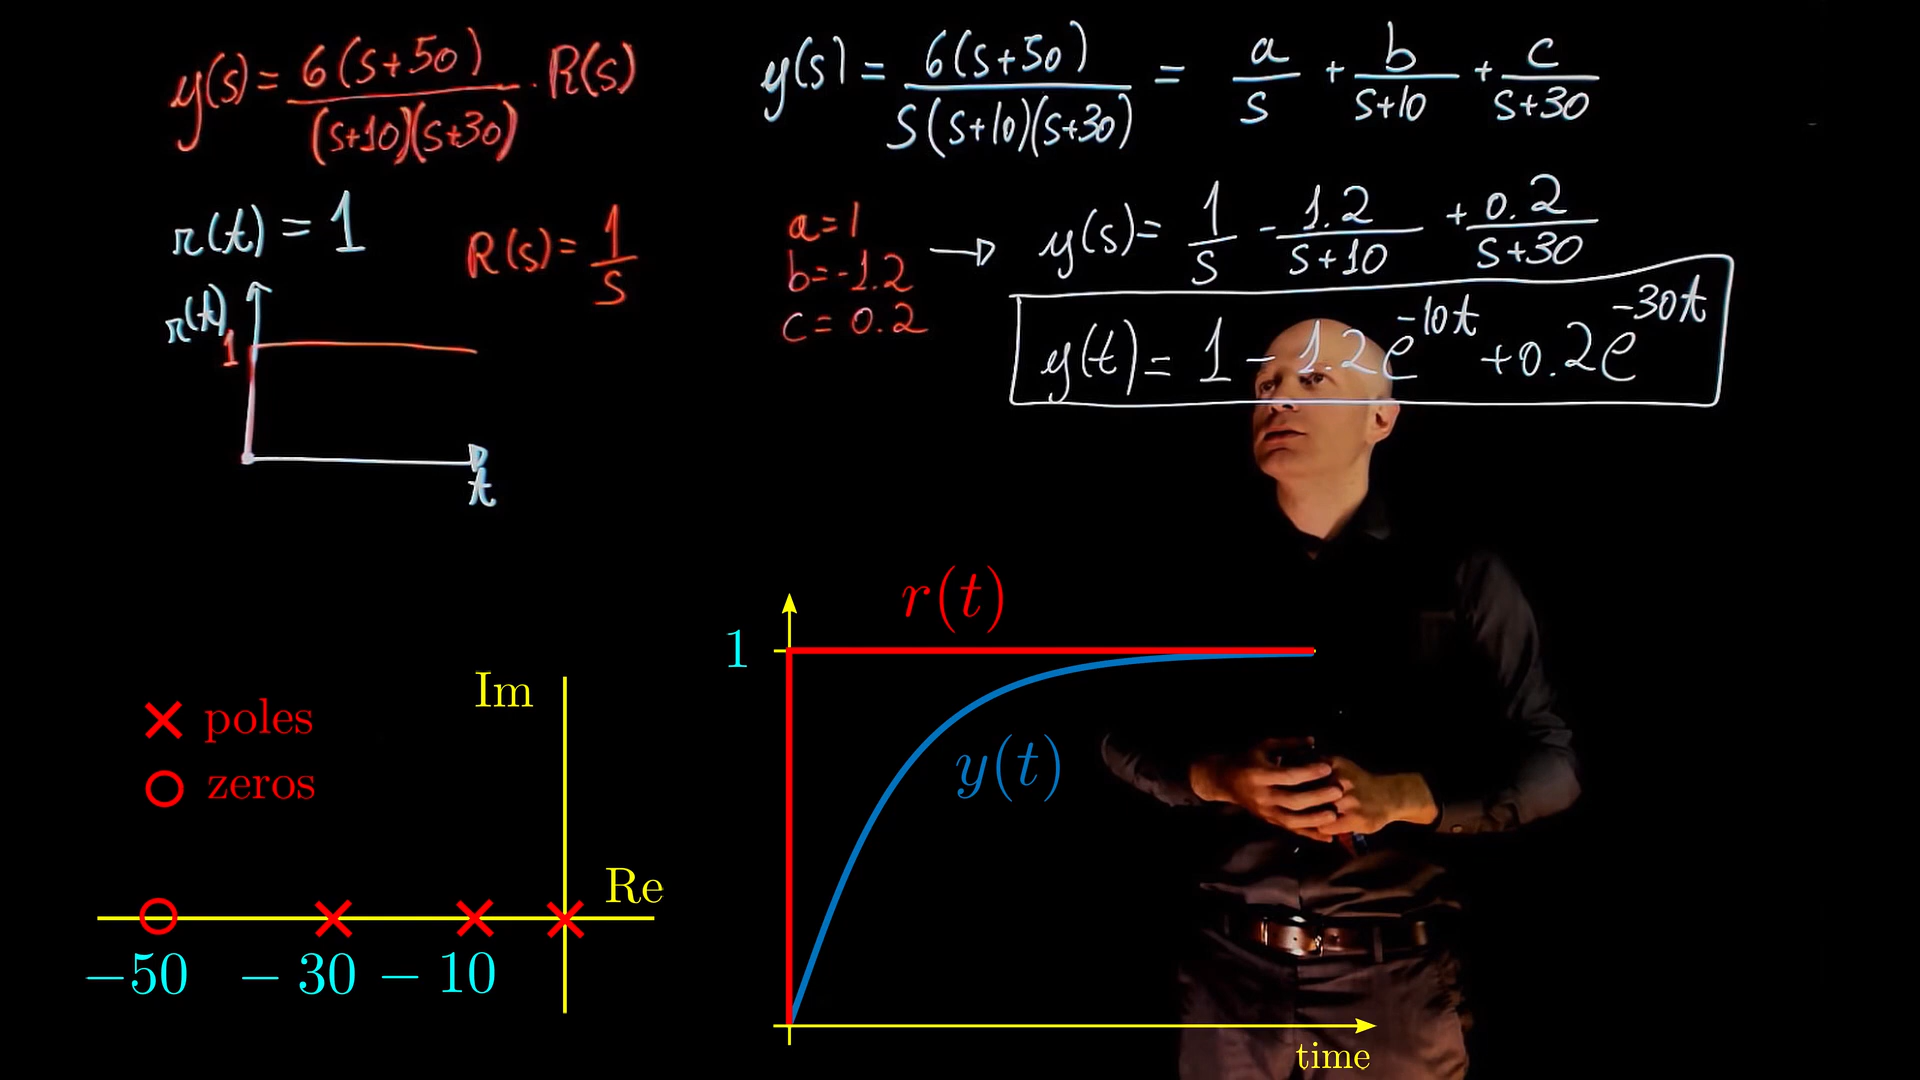 y(s) = 6(s+50) / (s+10)(s+30) · R(s)
r(t) = 1
R(s) = 1/s
r(t)
1
t
y(s) = 6(s+50) / s(s+10)(s+30) = a/s + b/s+10 + c/s+30
a=1
b=-1.2
c=0.2
→ y(s) = 1/s - 1.2/s+10 + 0.2/s+30
y(t) = 1 - 1.2e^-10t + 0.2e^-30t
poles
zeros
Im
Re
−50 −30 −10
r(t)
1
y(t)
time